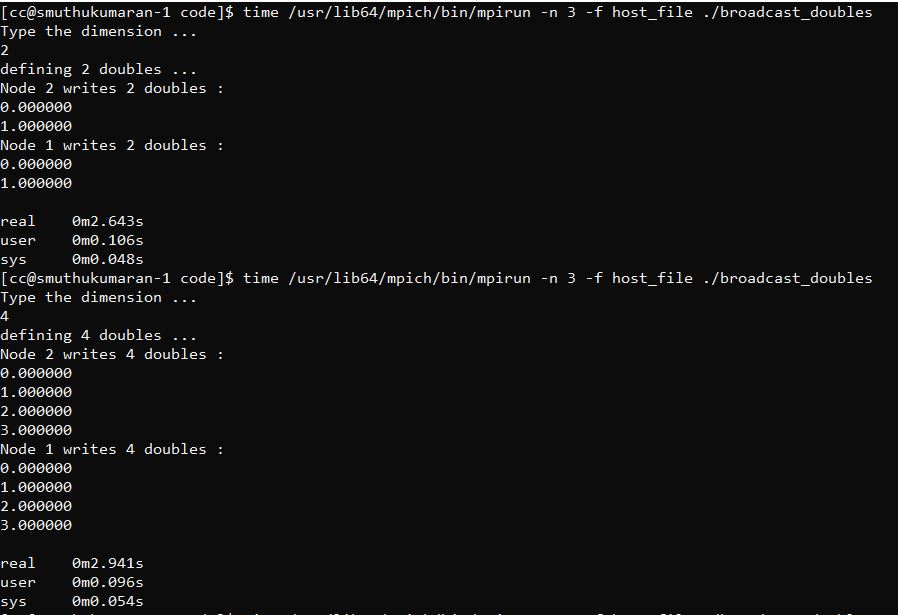 [cc@smuthukumaran-1 code]$ time /usr/lib64/mpich/bin/mpirun -n 3 -f host_file ./broadcast_doubles
Type the dimension ...
2
defining 2 doubles ...
Node 2 writes 2 doubles :
0.000000
1.000000
Node 1 writes 2 doubles :
0.000000
1.000000
real 0m2.643s
user 0m0.106s
sys 0m0.048s
[cc@smuthukumaran-1 code]$ time /usr/lib64/mpich/bin/mpirun -n 3 -f host_file ./broadcast_doubles
Type the dimension ...
4
defining 4 doubles ...
Node 2 writes 4 doubles :
0.000000
1.000000
2.000000
3.000000
Node 1 writes 4 doubles :
0.000000
1.000000
2.000000
3.000000
real 0m2.941s
user 0m0.096s
sys 0m0.054s